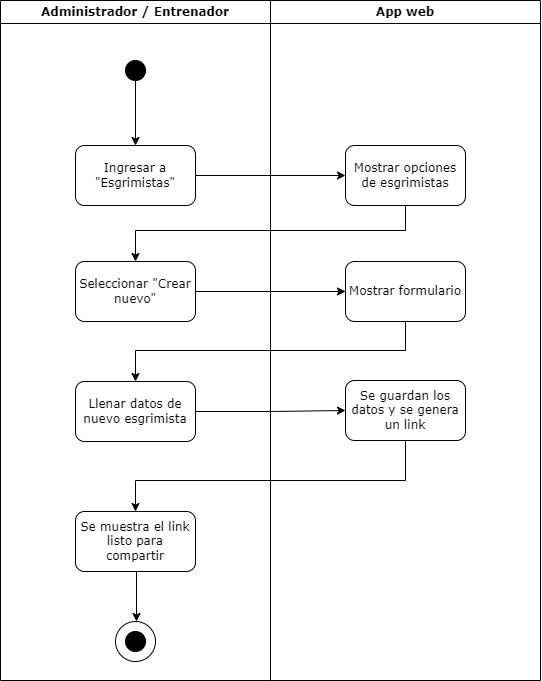 Administrador / Entrenador
App web
Ingresar a
"Esgrimistas"
Mostrar opciones
de esgrimistas
Seleccionar "Crear
nuevo"
Mostrar formulario
Llenar datos de
nuevo esgrimista
Se guardan los
datos y se genera
un link
Se muestra el link
listo para
compartir